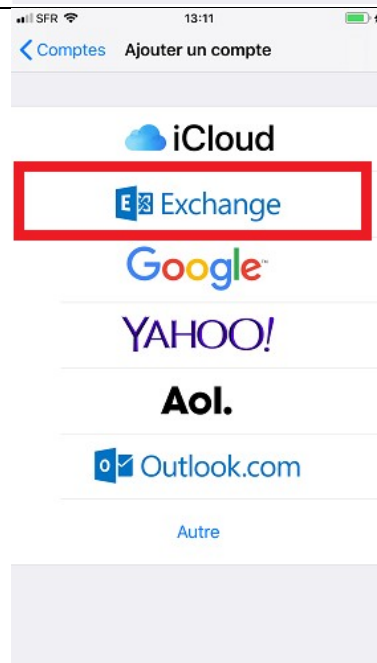 SFR 13:11
Comptes Ajouter un compte
iCloud
E Exchange
Google
YAHOO!
Aol.
o Outlook.com
Autre